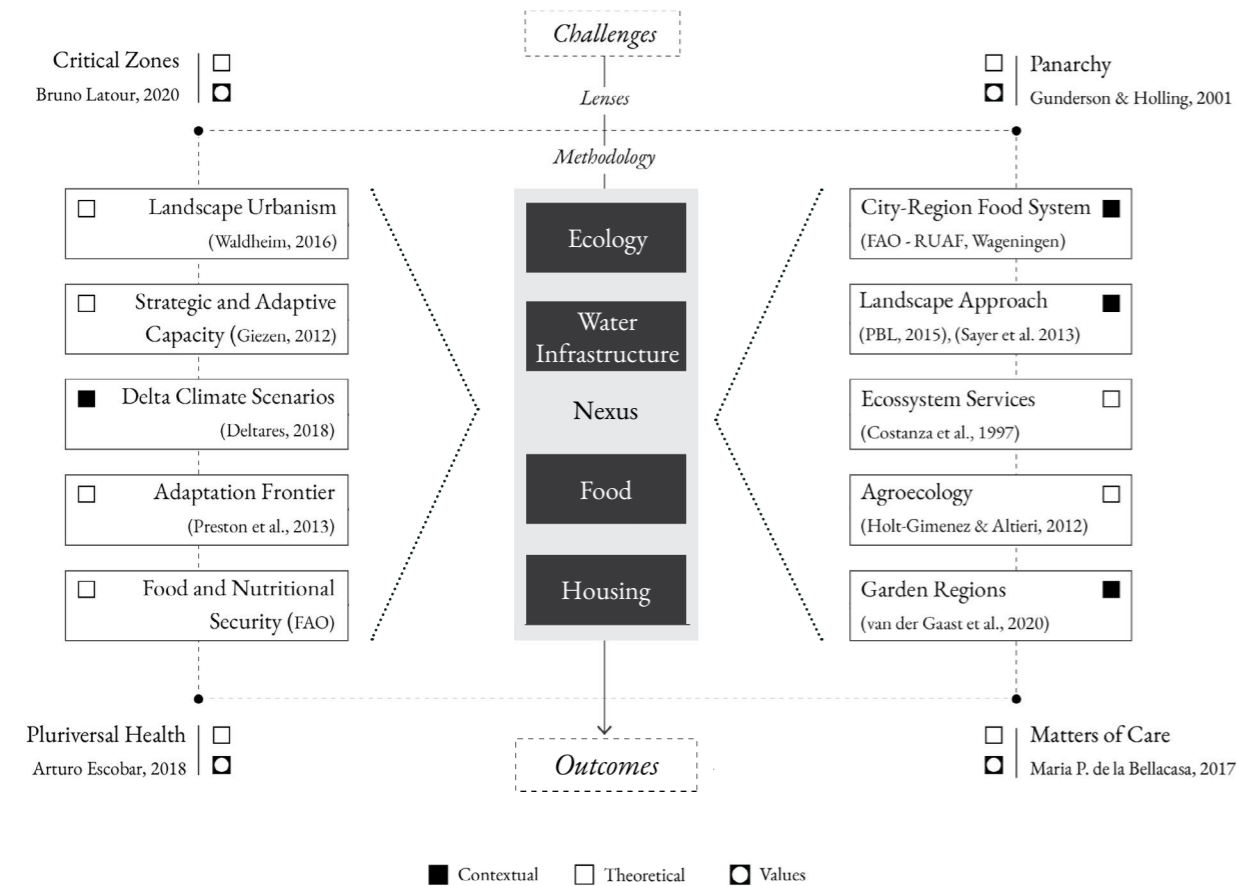 Challenges
Critical Zones
Bruno Latour, 2020
Panarchy
Gunderson & Holling, 2001
Lenses
Methodology
Landscape Urbanism
(Waldheim, 2016)
Strategic and Adaptive
Capacity (Giezen, 2012)
Delta Climate Scenarios
(Deltares, 2018)
Adaptation Frontier
(Preston et al., 2013)
Food and Nutritional
Security (FAO)
Ecology
Water
Infrastructure
Nexus
Food
Housing
City-Region Food System
(FAO - RUAF, Wageningen)
Landscape Approach
(PBL, 2015), (Sayer et al. 2013)
Ecosystem Services
(Costanza et al., 1997)
Agroecology
(Holt-Gimenez & Altieri, 2012)
Garden Regions
(van der Gaast et al., 2020)
Pluriversal Health
Arturo Escobar, 2018
Outcomes
Matters of Care
Maria P. de la Bellacasa, 2017
Contextual
Theoretical
Values